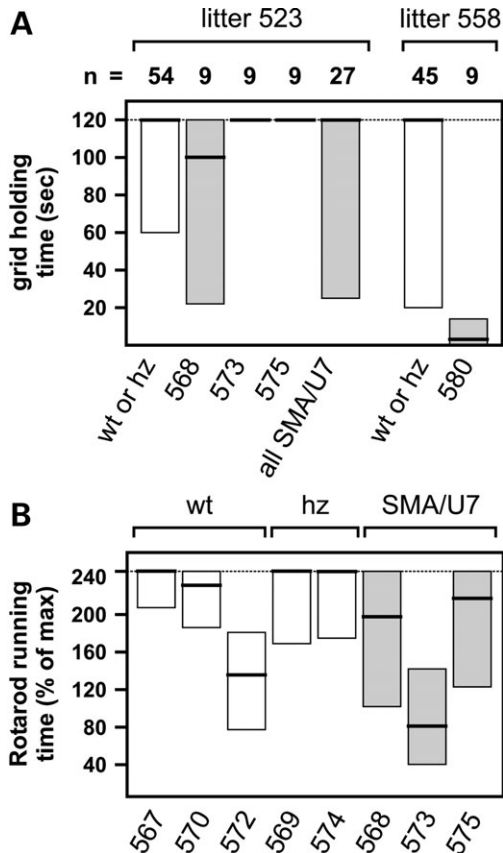 A
litter 523 litter 558
n = 54 9 9 9 27 45 9
grid holding
time (sec)
120
100
80
60
40
20
wt or hz 568 573 575 all SMA/U7 wt or hz 580
B
wt hz SMA/U7
Rotarod running
time (% of max)
240
200
160
120
80
40
567 570 572 569 574 568 573 575